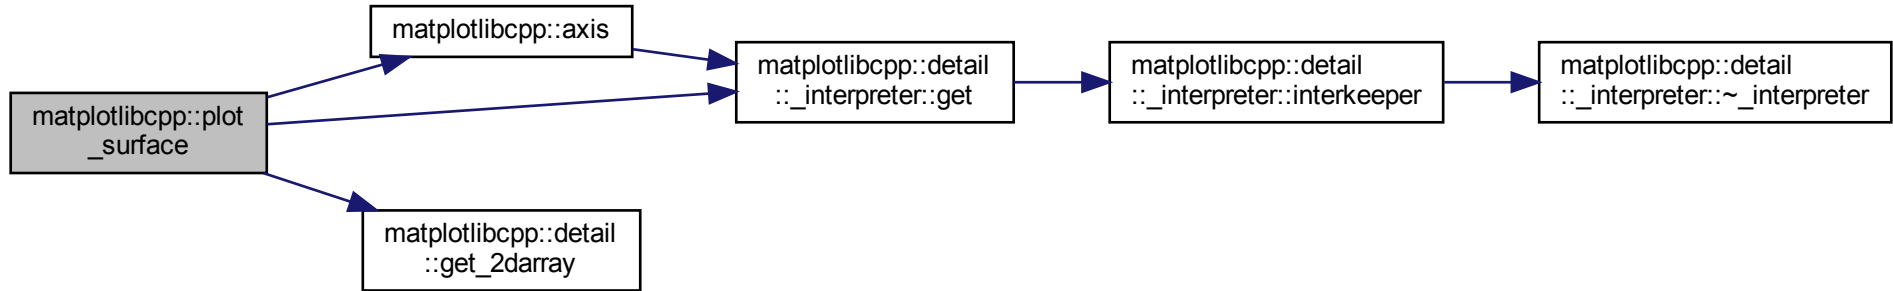 matplotlibcpp::plot
_surface
matplotlibcpp::axis
matplotlibcpp::detail
::get_2darray
matplotlibcpp::detail
::_interpreter::get
matplotlibcpp::detail
::_interpreter::interkeeper
matplotlibcpp::detail
::_interpreter::~_interpreter